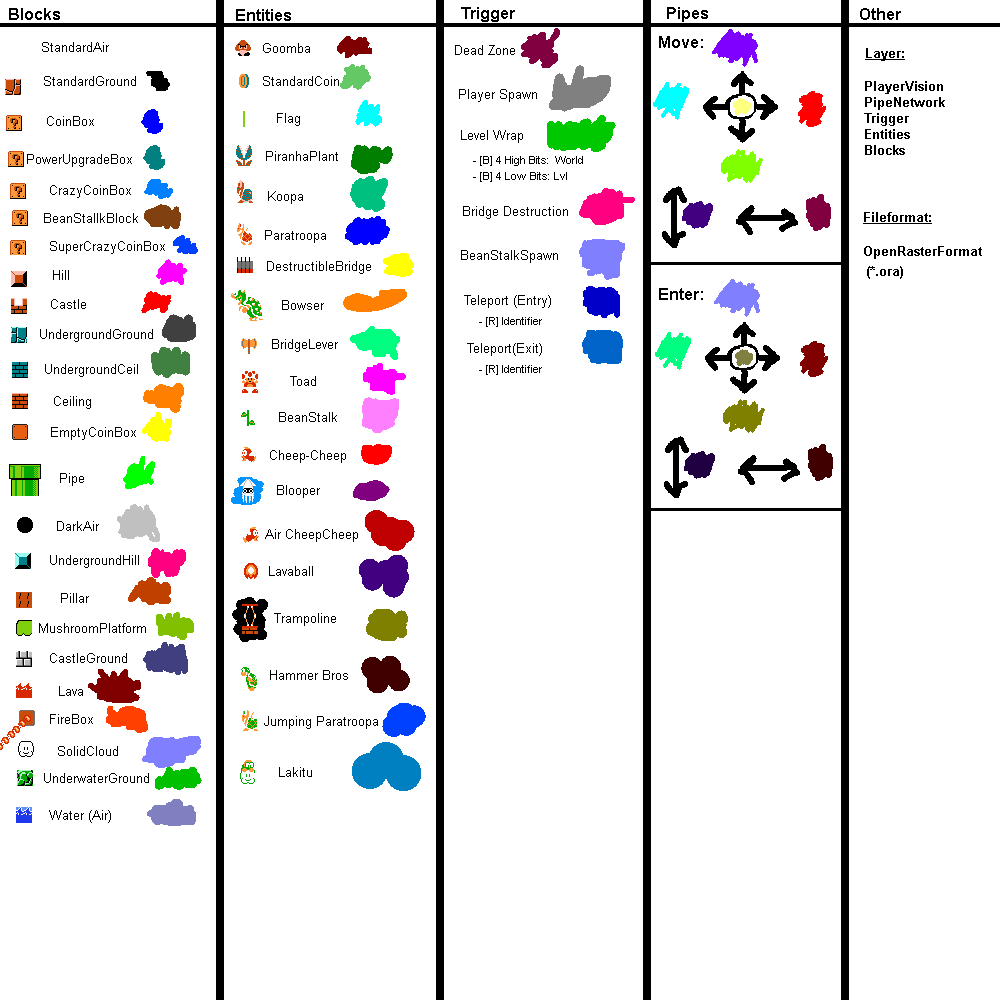 Blocks
StandardAir
StandardGround
CoinBox
PowerUpgradeBox
CrazyCoinBox
BeanStallkBlock
SuperCrazyCoinBox
Hill
Castle
UndergroundGround
UndergroundCeil
Ceiling
EmptyCoinBox
Pipe
DarkAir
UndergroundHill
Pillar
MushroomPlatform
CastleGround
Lava
FireBox
SolidCloud
UnderwaterGround
Water (Air)
Entities
Goomba
StandardCoin
Flag
PiranhaPlant
Koopa
Paratroopa
DestructibleBridge
Bowser
BridgeLever
Toad
BeanStalk
Cheep-Cheep
Blooper
Air CheepCheep
Lavaball
Trampoline
Hammer Bros
Jumping Paratroopa
Lakitu
Trigger
Dead Zone
Player Spawn
Level Wrap
- [B] 4 High Bits: World
- [B] 4 Low Bits: Lvl
Bridge Destruction
BeanStalkSpawn
Teleport (Entry)
- [R] Identifier
Teleport(Exit)
- [R] Identifier
Pipes
Move:
Enter:
Other
Layer:
PlayerVision
PipeNetwork
Trigger
Entities
Blocks
Fileformat:
OpenRasterFormat
(*.ora)